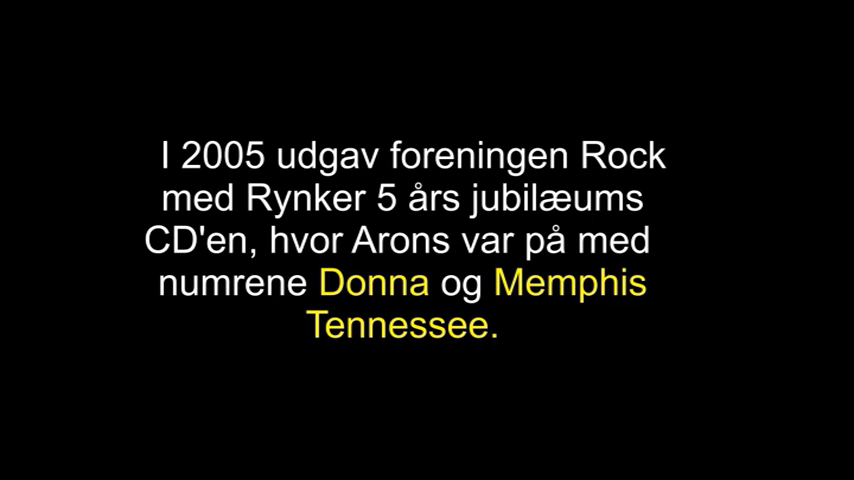 I 2005 udgav foreningen Rock
med Rynker 5 års jubilæums
CD'en, hvor Arons var på med
numrene Donna og Memphis
Tennessee.